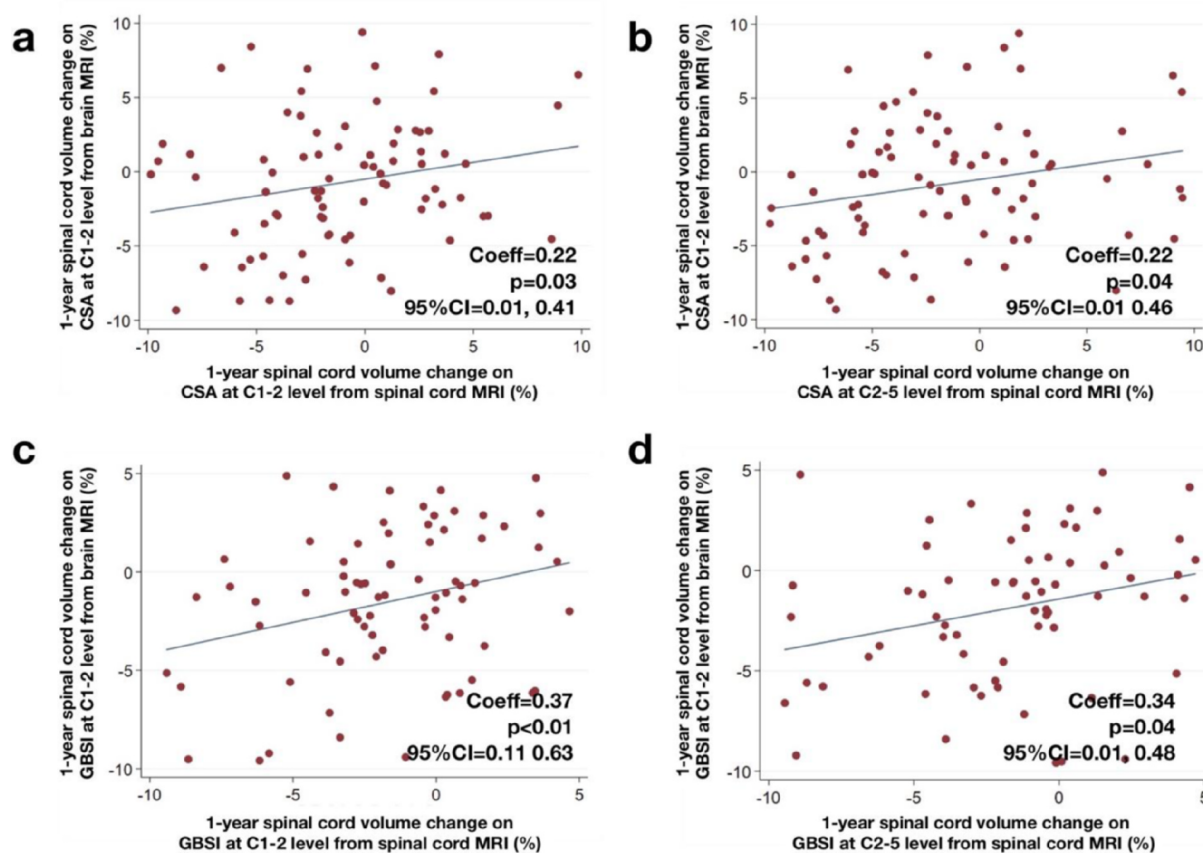 a
1-year spinal cord volume change on
CSA at C1-2 level from brain MRI (%)
10
5
0
-5
-10
Coeff=0.22
p=0.03
95%CI=0.01, 0.41
-10 -5 0 5 10
1-year spinal cord volume change on
CSA at C1-2 level from spinal cord MRI (%)
b
1-year spinal cord volume change on
CSA at C1-2 level from brain MRI (%)
10
5
0
-5
-10
Coeff=0.22
p=0.04
95%CI=0.01 0.46
-10 -5 0 5 10
1-year spinal cord volume change on
CSA at C2-5 level from spinal cord MRI (%)
c
1-year spinal cord volume change on
GBSI at C1-2 level from brain MRI (%)
5
0
-5
-10
Coeff=0.37
p<0.01
95%CI=0.11 0.63
-10 -5 0 5
1-year spinal cord volume change on
GBSI at C1-2 level from spinal cord MRI (%)
d
1-year spinal cord volume change on
GBSI at C1-2 level from brain MRI (%)
5
0
-5
-10
Coeff=0.34
p=0.04
95%CI=0.01, 0.48
-10 -5 0 5
1-year spinal cord volume change on
GBSI at C2-5 level from spinal cord MRI (%)